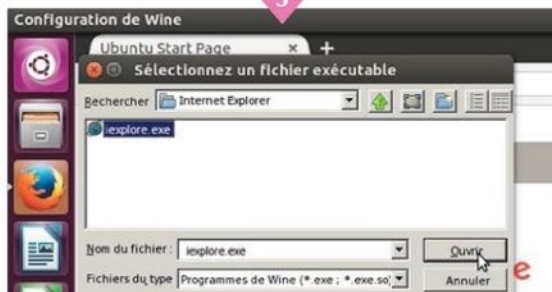 3
Configuration de Wine
Ubuntu Start Page × +
Sélectionnez un fichier exécutable
Rechercher Internet Explorer
iexplore.exe
Nom du fichier : iexplore.exe Ouvrir
Fichiers du type Programmes de Wine (*.exe ; *.exe.so) Annuler
e